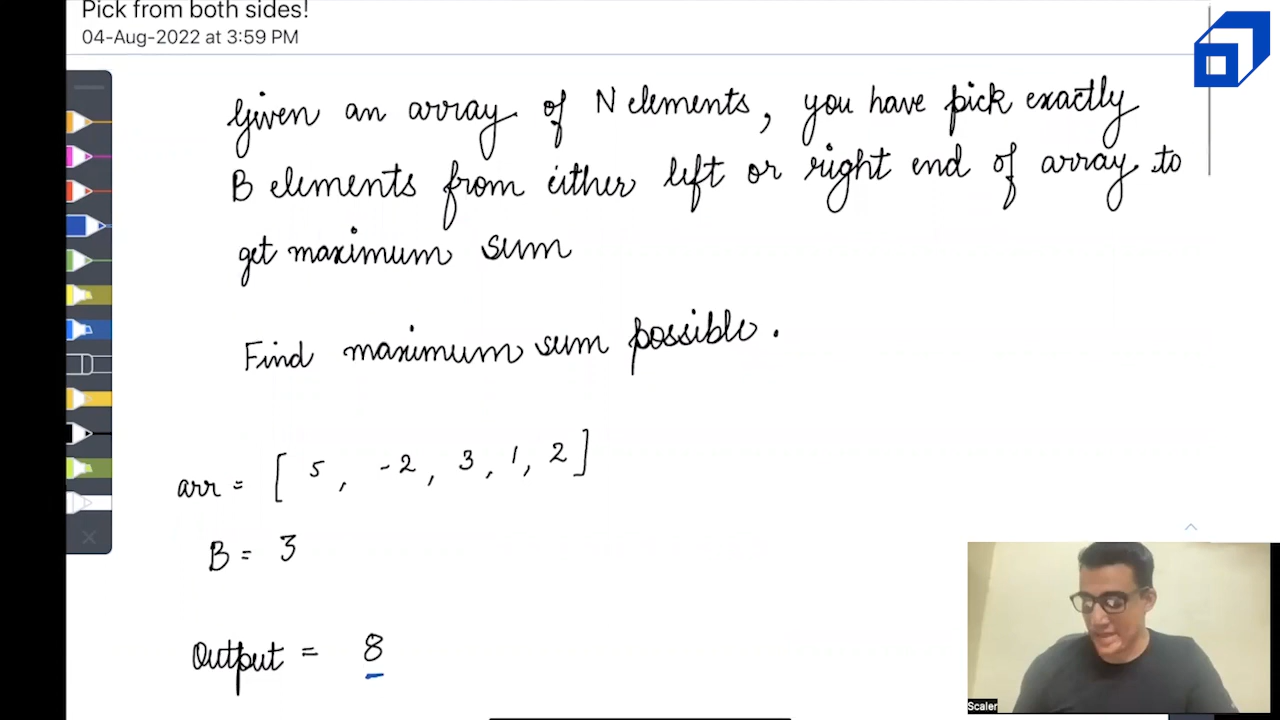 Pick from both sides!
04-Aug-2022 at 3:59 PM
Given an array of N elements, you have pick exactly
B elements from either left or right end of array to
get maximum sum
Find maximum sum possible.
arr = [ 5, -2, 3, 1, 2 ]
B = 3
Output = 8
Scaler